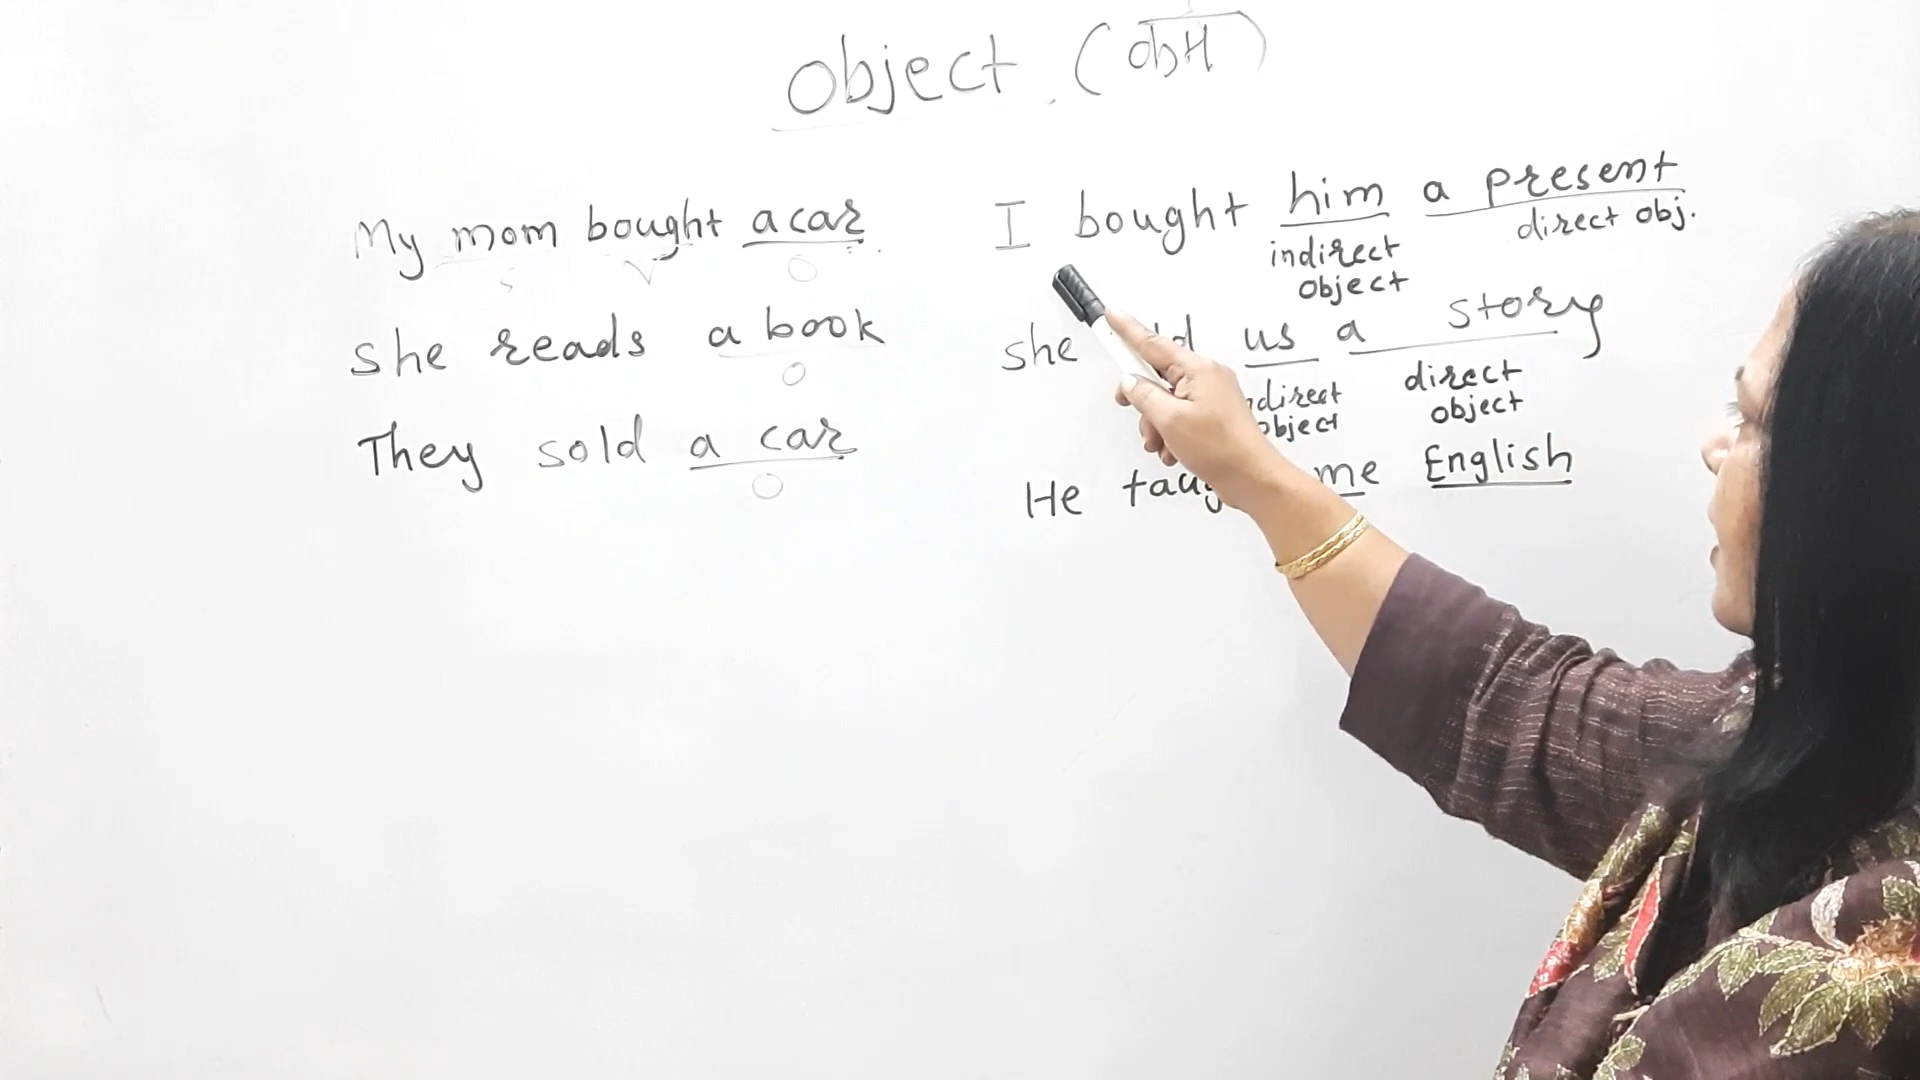 object (कर्म)
My mom bought a car
S V O
she reads a book
O
They sold a car
O
I bought him a present
indirect direct obj.
object
she us a story
indirect direct
object object
He me English